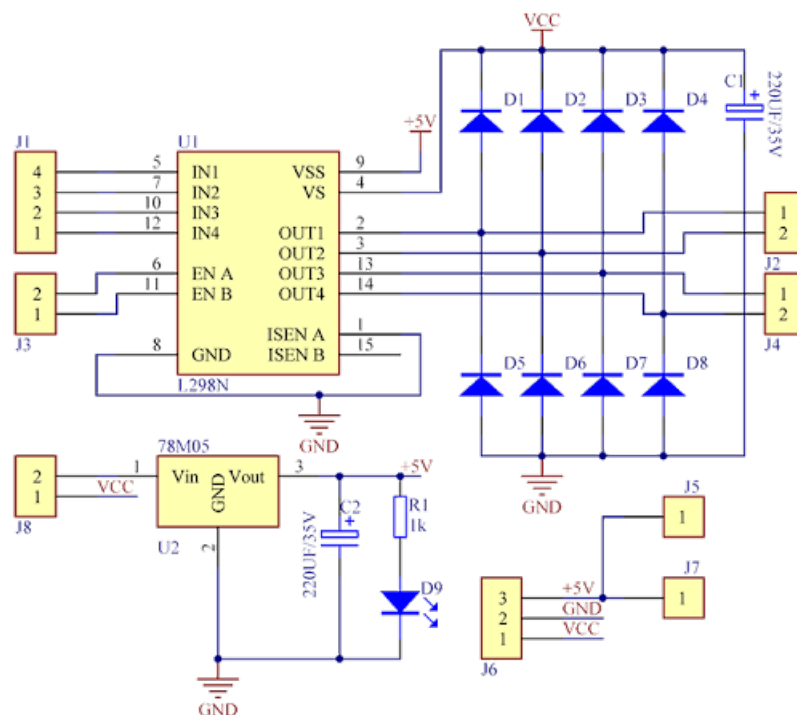 VCC
D1 D2 D3 D4
C1
220UF/35V
+5V
J1
U1
4 5 IN1 VSS 9
3 7 IN2 VS 4
2 10 IN3
1 12 IN4 OUT1 2
OUT2 3
2 6 EN A OUT3 13
1 11 EN B OUT4 14
J3
ISEN A 1
8 GND ISEN B 15
L298N
GND
1
2
J2
1
2
J4
D5 D6 D7 D8
GND
78M05
2 1 Vin Vout 3 +5V
1 VCC
J8
GND
U2
2
C2
220UF/35V
R1
1k
D9
GND
J5
1
J7
3 +5V 1
2 GND
1 VCC
J6